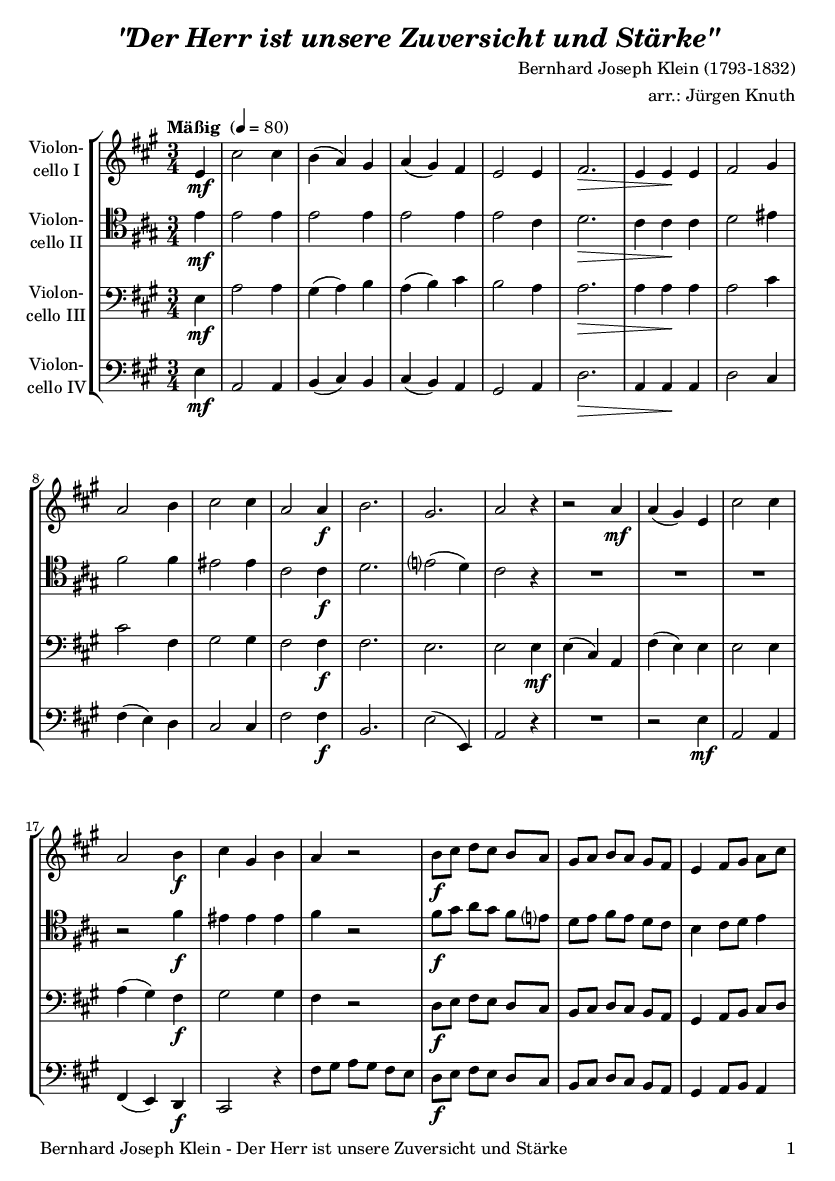 "Der Herr ist unsere Zuversicht und Stärke"
Bernhard Joseph Klein (1793-1832)
arr.: Jürgen Knuth
Mäßig (♩ = 80)
Violon-
cello I
mf
Violon-
cello II
mf
Violon-
cello III
mf
Violon-
cello IV
mf
8
f
mf
f
f
mf
f
mf
17
f
f
f
f
f
f
f
f
Bernhard Joseph Klein - Der Herr ist unsere Zuversicht und Stärke
1